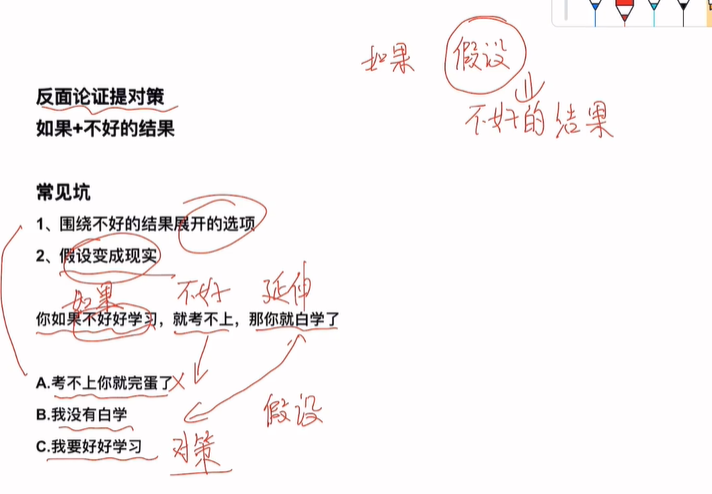 如果 假设
不好的结果
反面论证提对策
如果+不好的结果
常见坑
1、围绕不好的结果展开的选项
2、假设变成现实
如果 不好 延伸
你如果不好好学习，就考不上，那你就白学了
A.考不上你就完蛋了
B.我没有白学
假设
C.我要好好学习
对策